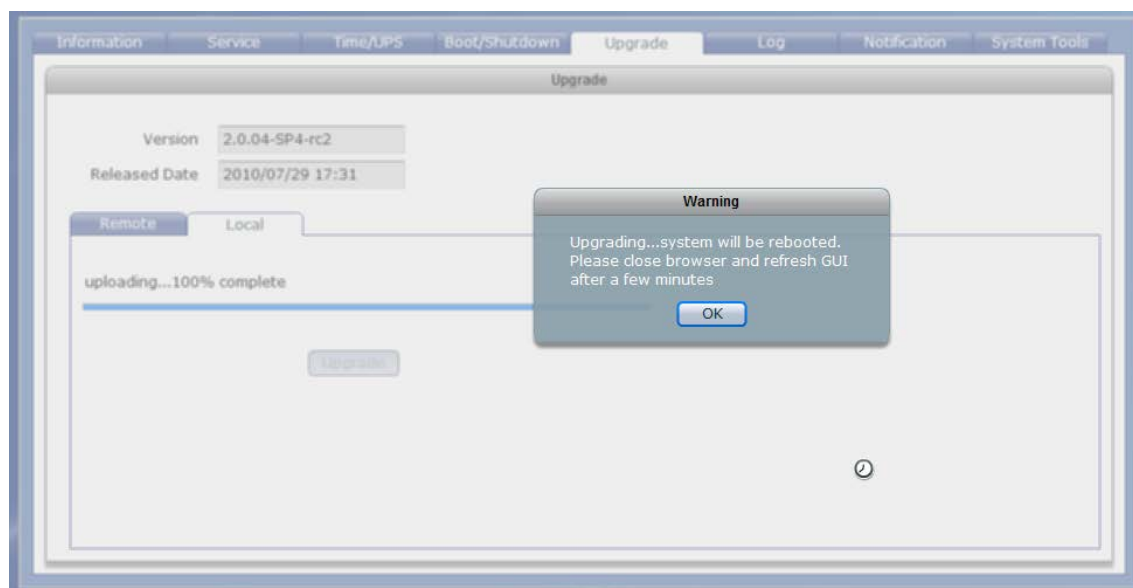 Information Service Time/UPS Boot/Shutdown Upgrade Log Notification System Tools
Upgrade
Version 2.0.04-SP4-rc2
Released Date 2010/07/29 17:31
Remote Local
uploading...100% complete
Upgrade
Warning
Upgrading...system will be rebooted.
Please close browser and refresh GUI
after a few minutes
OK